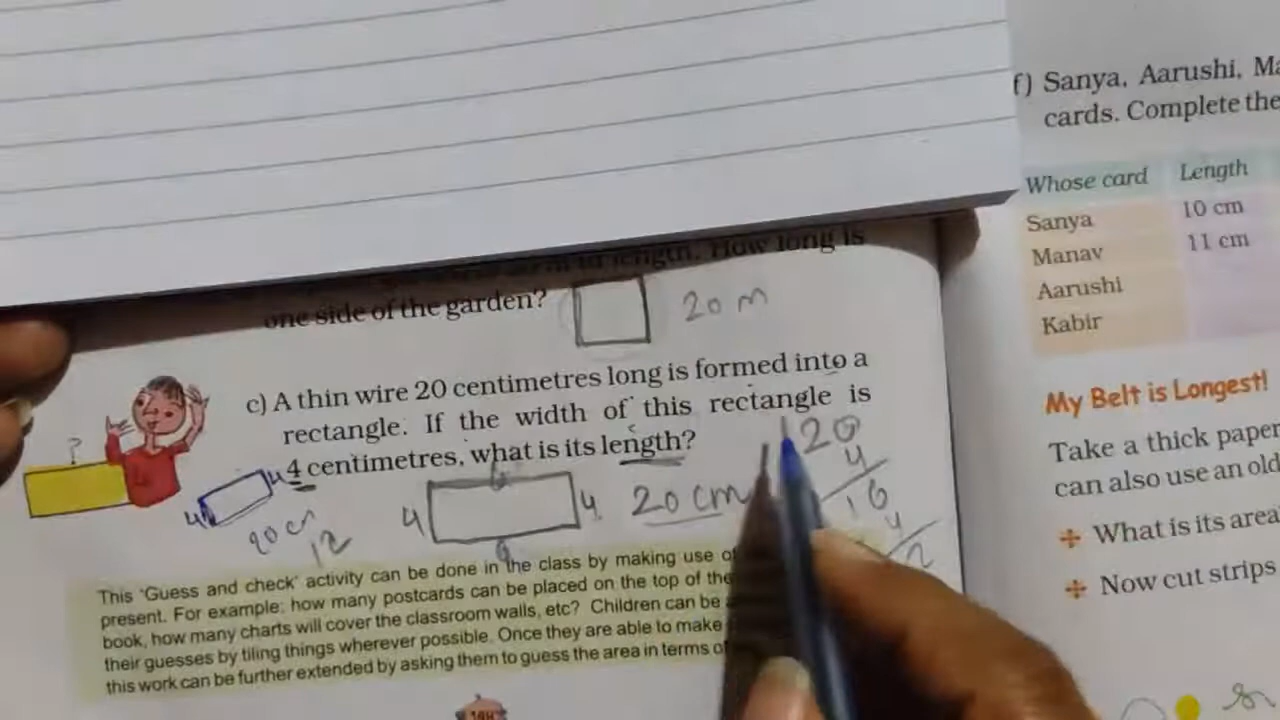 length. How long is
one side of the garden?
20 m
c) A thin wire 20 centimetres long is formed into a
rectangle. If the width of this rectangle is
4 centimetres, what is its length?
?
4
4
20 cm
12
4
4
6
20 cm
20
4
16
4
This 'Guess and check' activity can be done in the class by making use of
present. For example: how many postcards can be placed on the top of the
book, how many charts will cover the classroom walls, etc? Children can be
their guesses by tiling things wherever possible. Once they are able to make
this work can be further extended by asking them to guess the area in terms of
f) Sanya, Aarushi, Ma
cards. Complete the
Whose card Length
Sanya 10 cm
Manav 11 cm
Aarushi
Kabir
My Belt is Longest!
Take a thick paper
can also use an old
What is its area
Now cut strips